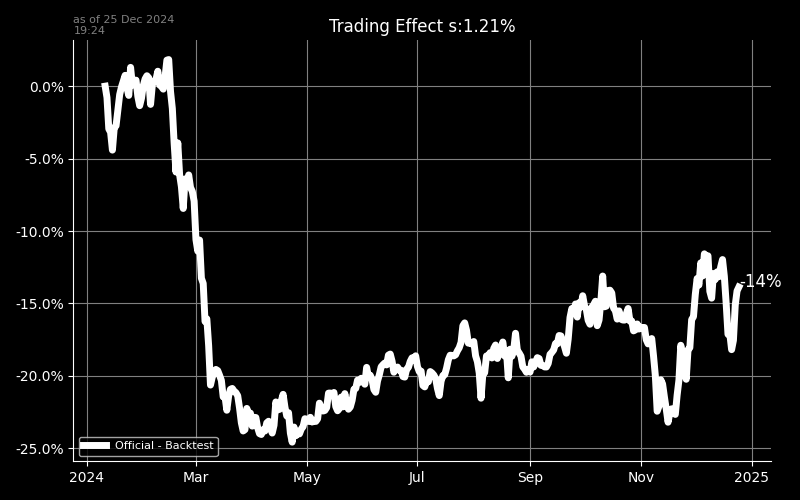 as of 25 Dec 2024
19:24
Trading Effect s:1.21%
0.0%
-5.0%
-10.0%
-15.0%
-20.0%
-25.0%
-14%
Official - Backtest
2024 Mar May Jul Sep Nov 2025